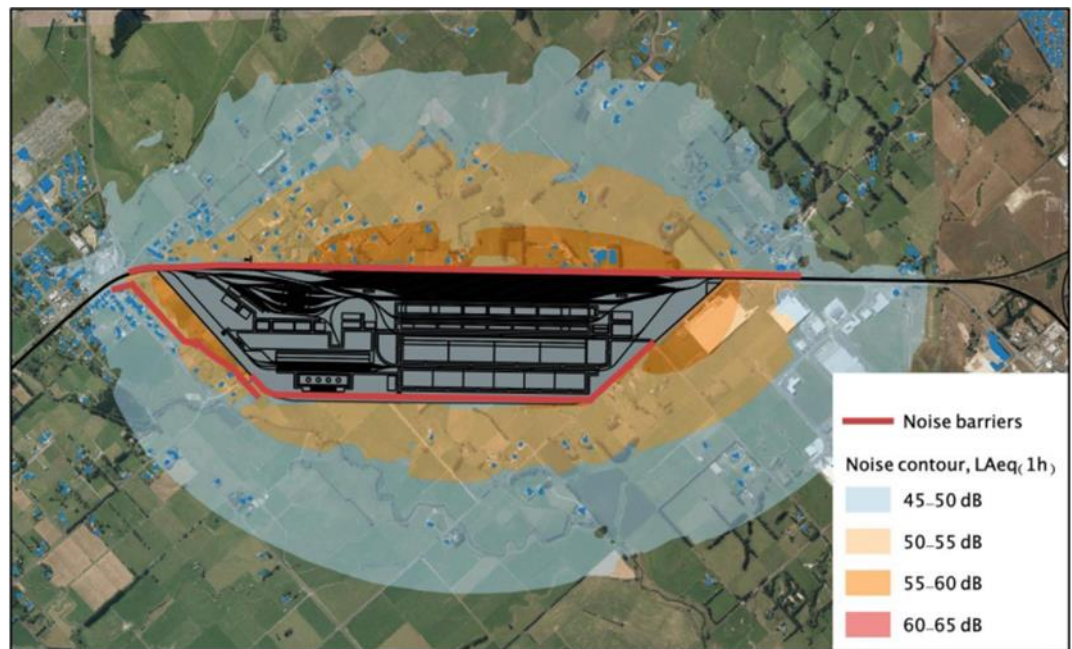 Noise barriers
Noise contour, LAeq(1h)
45–50 dB
50–55 dB
55–60 dB
60–65 dB